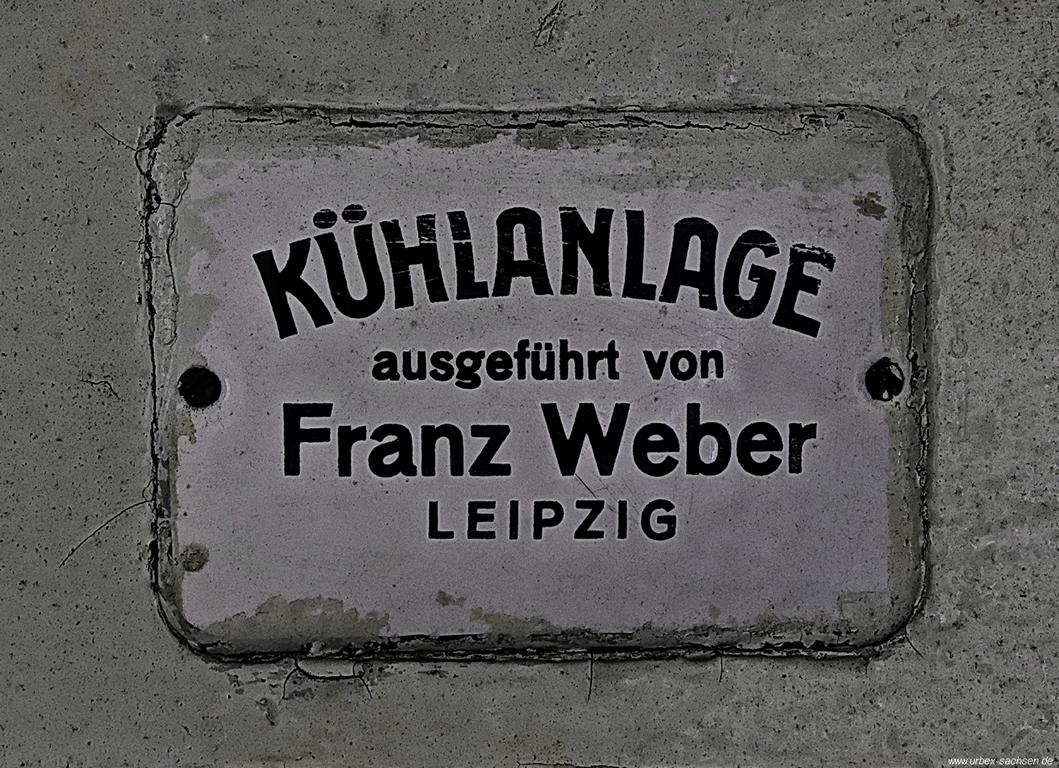 KÜHLANLAGE
ausgeführt von
Franz Weber
LEIPZIG
www.urbex-sachsen.de